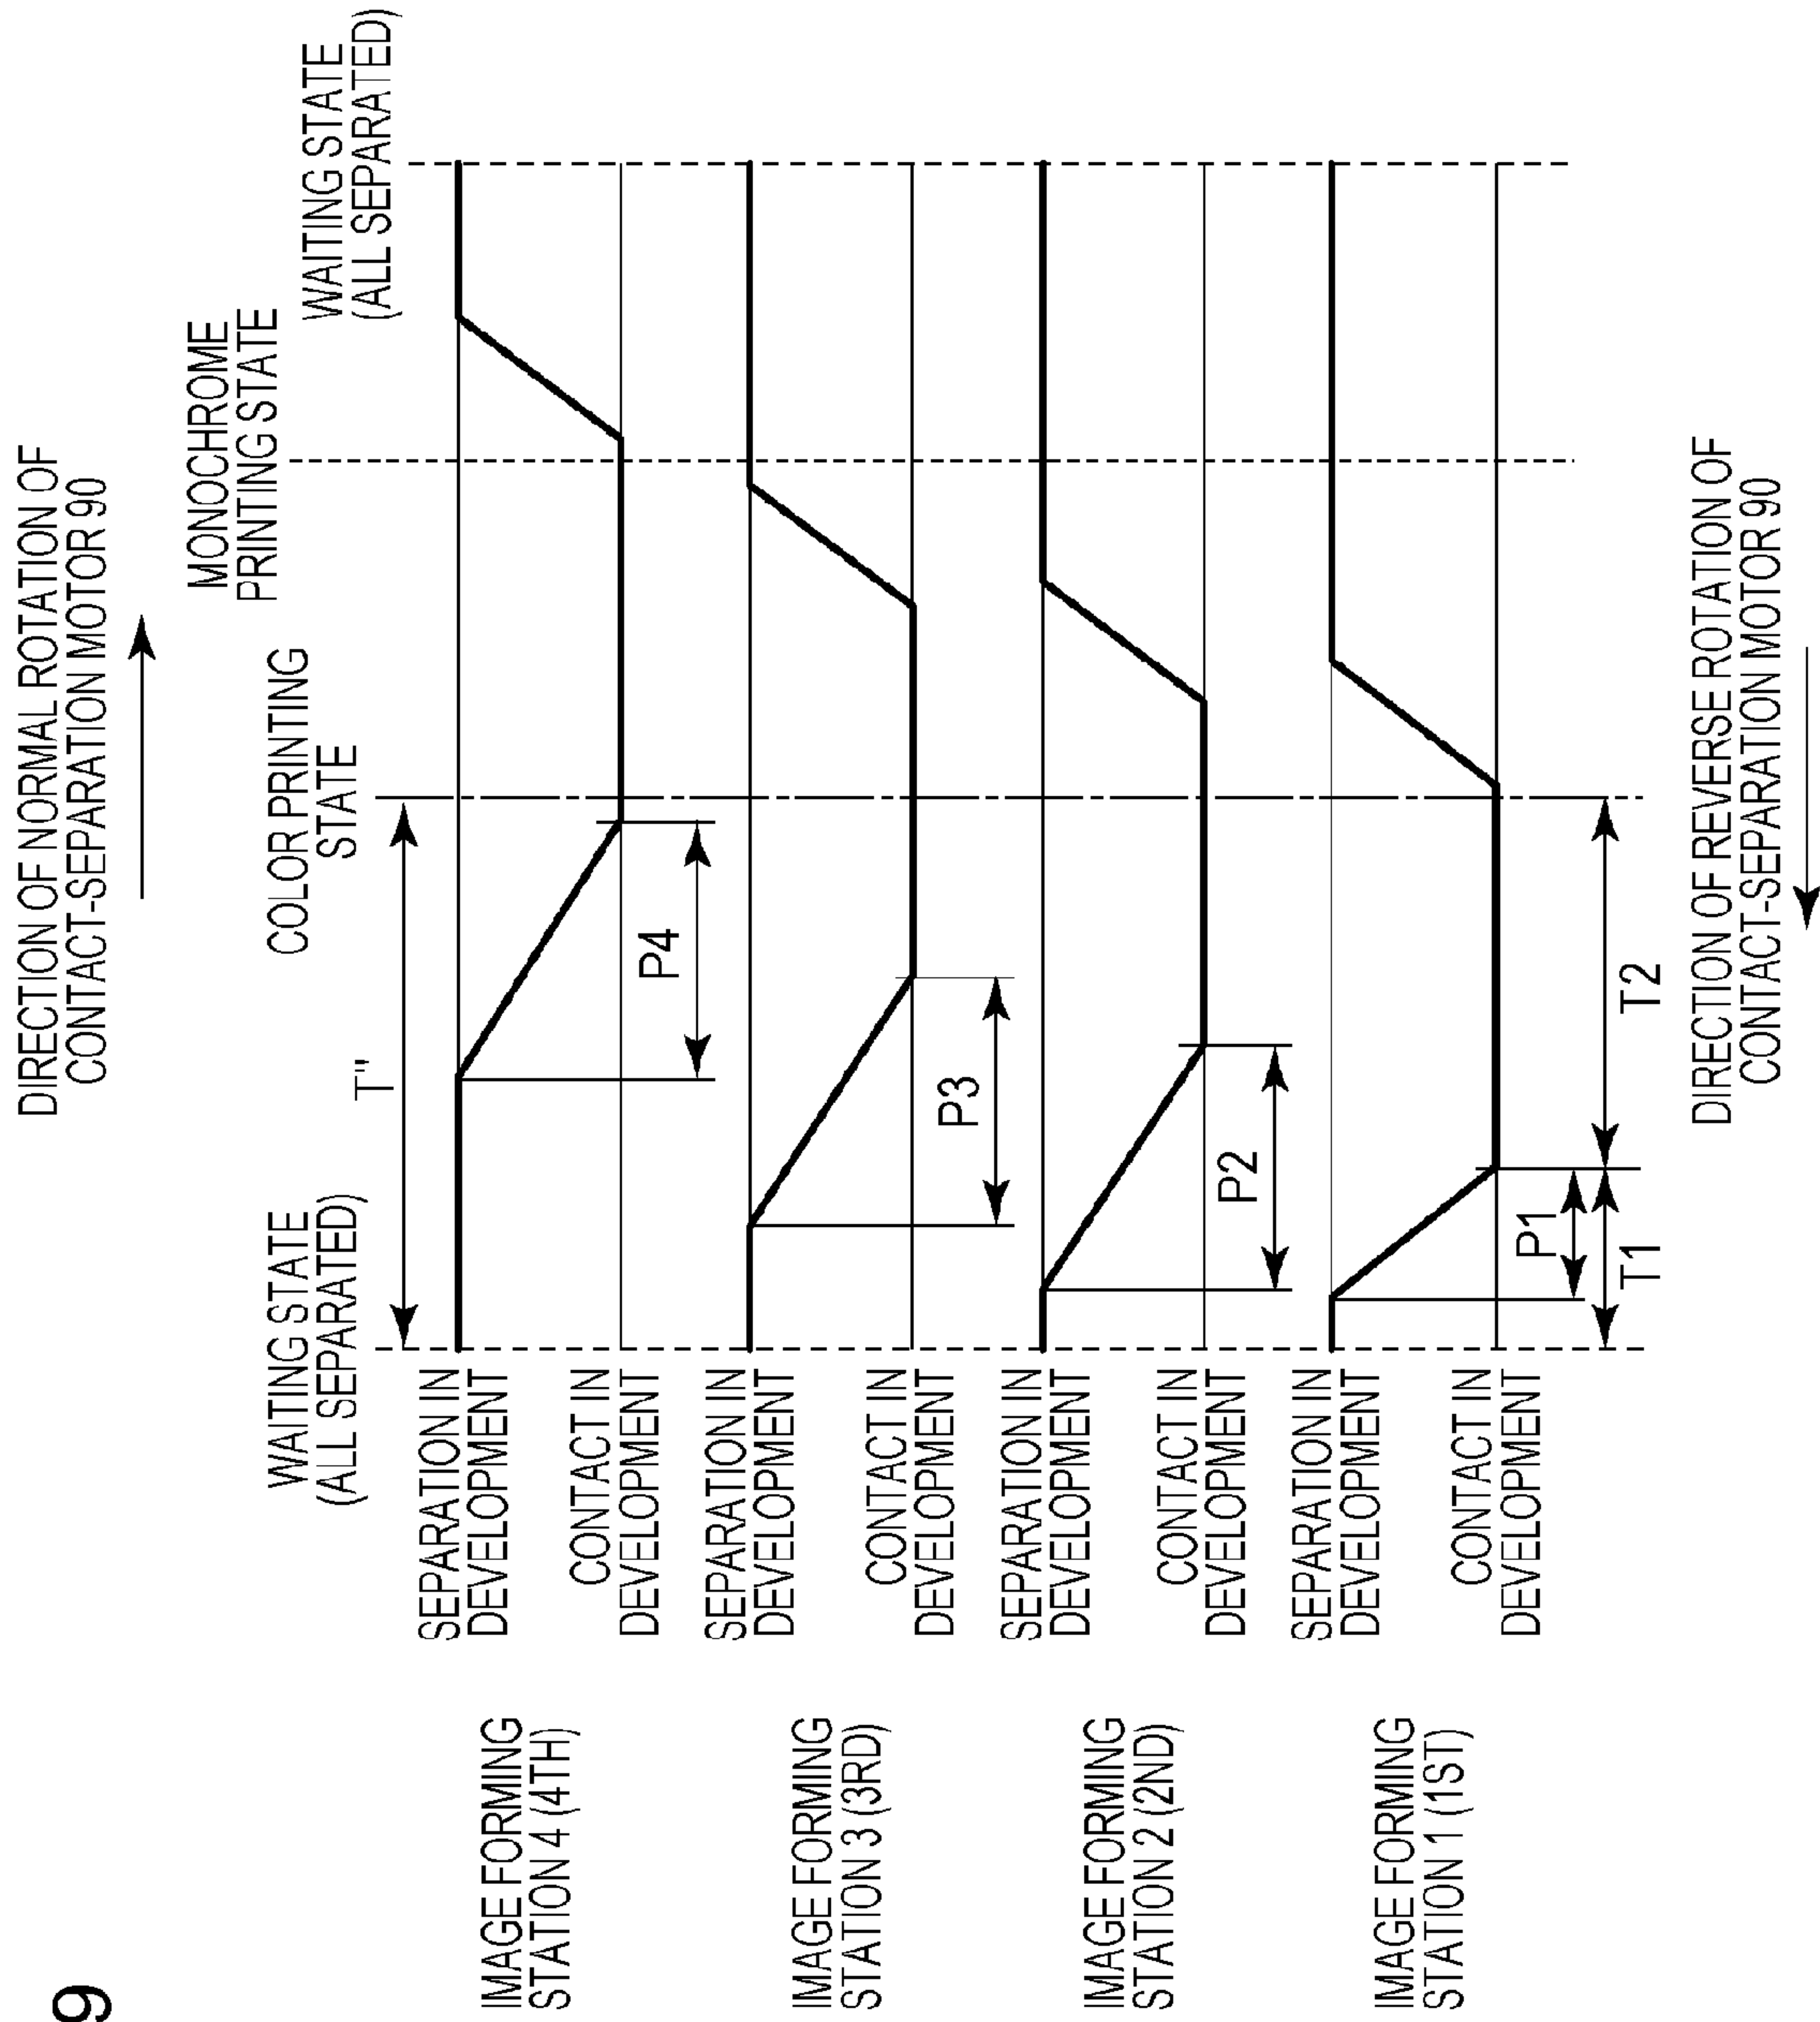 9
DIRECTION OF NORMAL ROTATION OF
CONTACT-SEPARATION MOTOR 90
WAITING STATE
(ALL SEPARATED)
COLOR PRINTING
STATE
MONOCHROME
PRINTING STATE
WAITING STATE
(ALL SEPARATED)
T"
IMAGE FORMING
STATION 4 (4TH)
SEPARATION IN
DEVELOPMENT
CONTACT IN
DEVELOPMENT
P4
IMAGE FORMING
STATION 3 (3RD)
SEPARATION IN
DEVELOPMENT
CONTACT IN
DEVELOPMENT
P3
IMAGE FORMING
STATION 2 (2ND)
SEPARATION IN
DEVELOPMENT
CONTACT IN
DEVELOPMENT
P2
IMAGE FORMING
STATION 1 (1ST)
SEPARATION IN
DEVELOPMENT
CONTACT IN
DEVELOPMENT
P1
T1
T2
DIRECTION OF REVERSE ROTATION OF
CONTACT-SEPARATION MOTOR 90